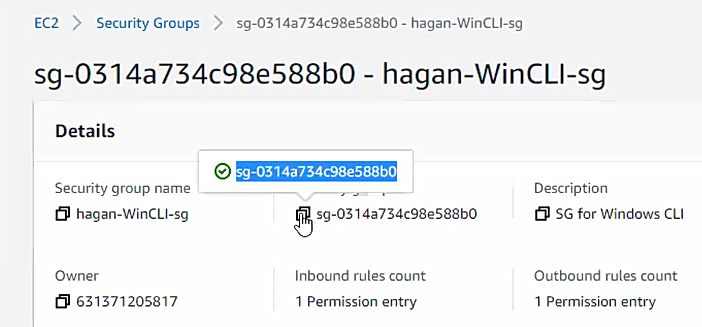 EC2 > Security Groups > sg-0314a734c98e588b0 - hagan-WinCLI-sg
sg-0314a734c98e588b0 - hagan-WinCLI-sg
Details
sg-0314a734c98e588b0
Security group name
Description
hagan-WinCLI-sg
sg-0314a734c98e588b0
SG for Windows CLI
Owner
Inbound rules count
Outbound rules count
631371205817
1 Permission entry
1 Permission entry